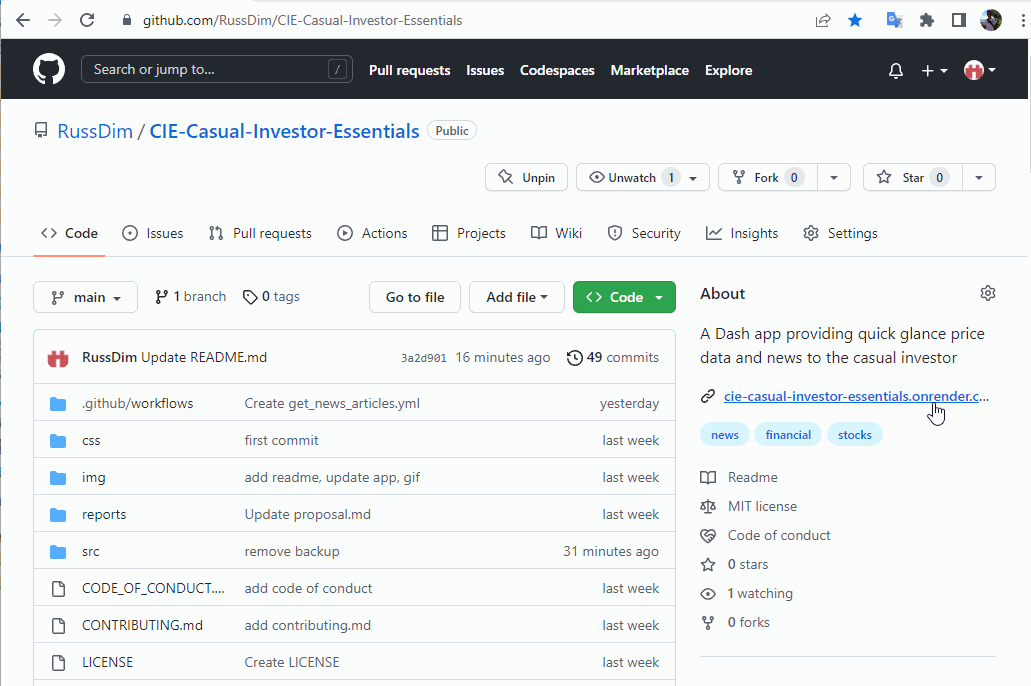 github.com/RussDim/CIE-Casual-Investor-Essentials
Search or jump to... /
Pull requests Issues Codespaces Marketplace Explore
RussDim / CIE-Casual-Investor-Essentials Public
Unpin Unwatch 1 Fork 0 Star 0
Code Issues Pull requests Actions Projects Wiki Security Insights Settings
main 1 branch 0 tags Go to file Add file Code
RussDim Update README.md 3a2d901 16 minutes ago 49 commits
.github/workflows Create get_news_articles.yml yesterday
css first commit last week
img add readme, update app, gif last week
reports Update proposal.md last week
src remove backup 31 minutes ago
CODE_OF_CONDUCT.... add code of conduct last week
CONTRIBUTING.md add contributing.md last week
LICENSE Create LICENSE last week
About
A Dash app providing quick glance price
data and news to the casual investor
cie-casual-investor-essentials.onrender.c...
news financial stocks
Readme
MIT license
Code of conduct
0 stars
1 watching
0 forks